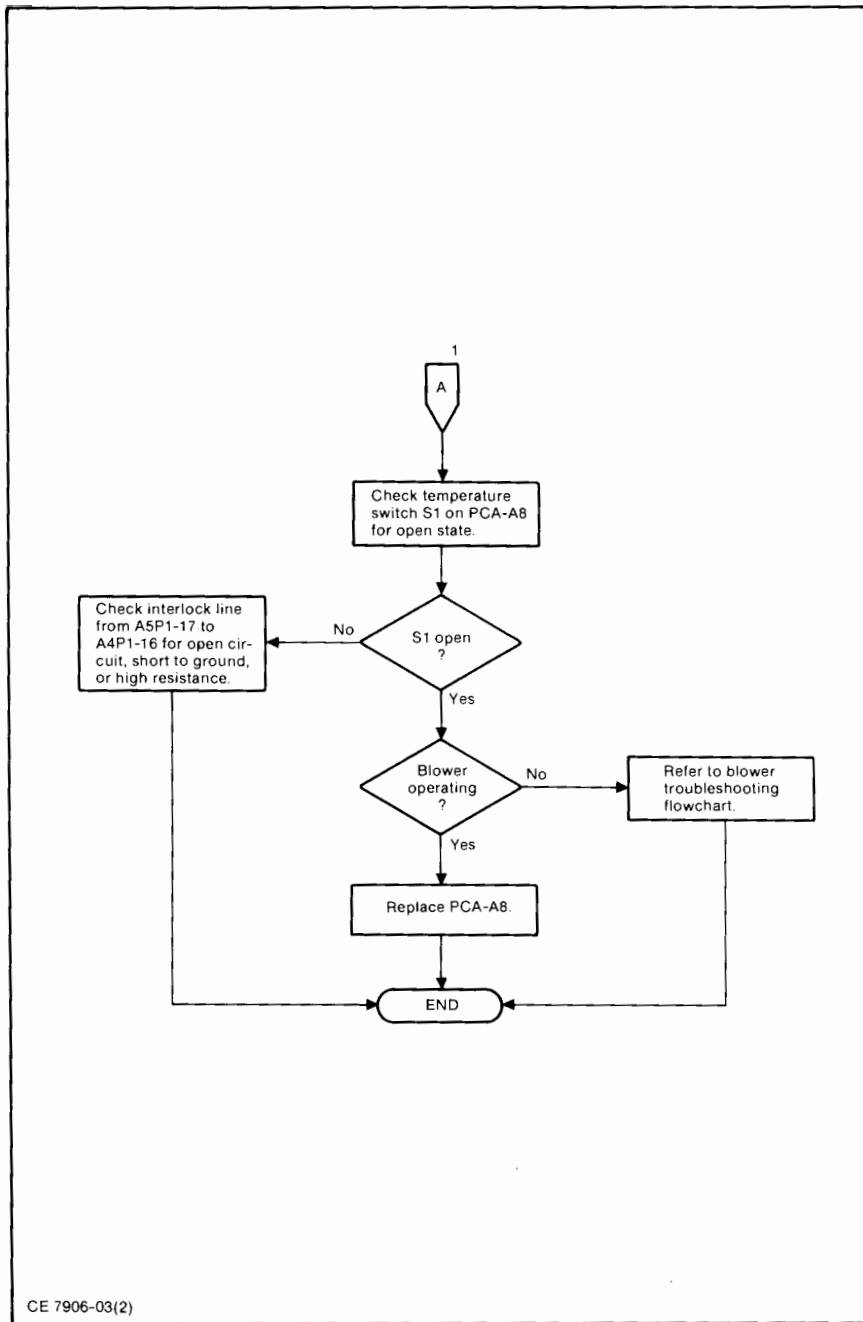 1
A
Check temperature
switch S1 on PCA-A8
for open state.
Check interlock line
from A5P1-17 to
A4P1-16 for open cir-
cuit, short to ground,
or high resistance.
No
S1 open
?
Yes
Blower
operating
?
No
Refer to blower
troubleshooting
flowchart.
Yes
Replace PCA-A8.
END
CE 7906-03(2)